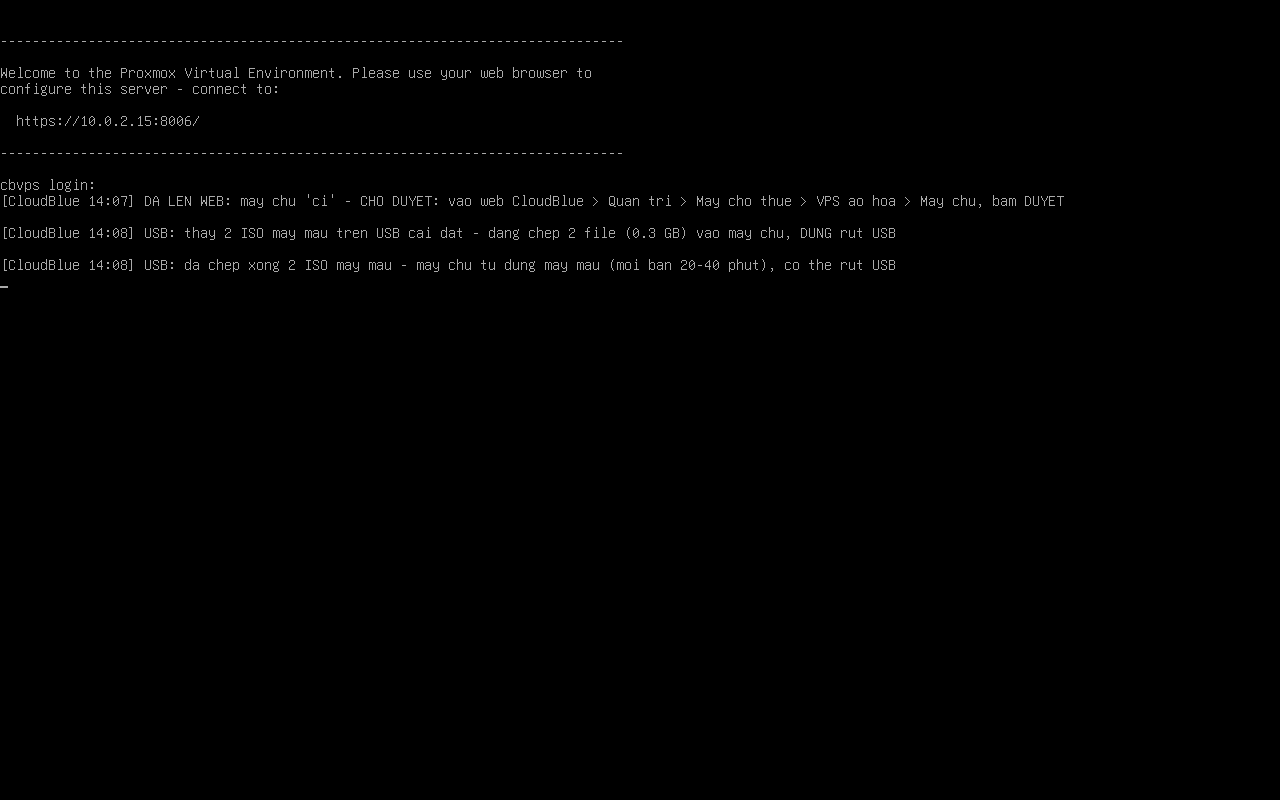 ------------------------------------------------------------------------------
Welcome to the Proxmox Virtual Environment. Please use your web browser to
configure this server - connect to:
https://10.0.2.15:8006/
------------------------------------------------------------------------------
cbvps login:
[CloudBlue 14:07] DA LEN WEB: may chu 'ci' - CHO DUYET: vao web CloudBlue > Quan tri > May cho thue > VPS ao hoa > May chu, bam DUYET
[CloudBlue 14:08] USB: thay 2 ISO may mau tren USB cai dat - dang chep 2 file (0.3 GB) vao may chu, DUNG rut USB
[CloudBlue 14:08] USB: da chep xong 2 ISO may mau - may chu tu dung may mau (moi ban 20-40 phut), co the rut USB